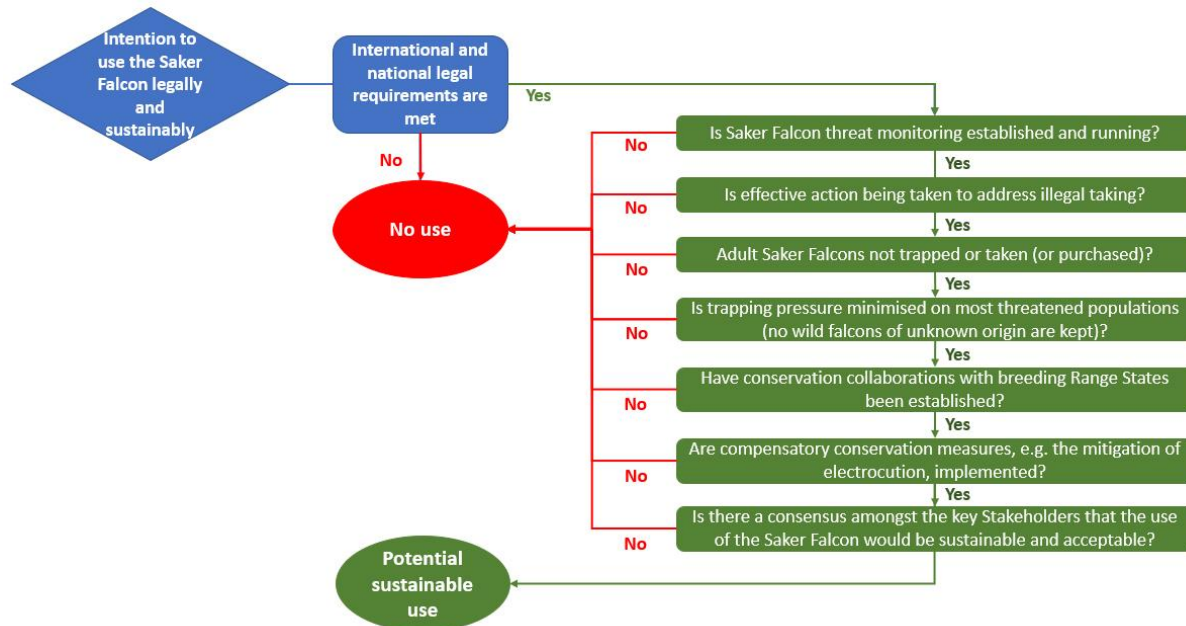 Intention to
use the Saker
Falcon legally
and
sustainably
International and
national legal
requirements are
met
Yes
No
No use
Is Saker Falcon threat monitoring established and running?
No
Yes
Is effective action being taken to address illegal taking?
No
Yes
Adult Saker Falcons not trapped or taken (or purchased)?
No
Yes
Is trapping pressure minimised on most threatened populations
(no wild falcons of unknown origin are kept)?
No
Yes
Have conservation collaborations with breeding Range States
been established?
No
Yes
Are compensatory conservation measures, e.g. the mitigation of
electrocution, implemented?
No
Yes
Is there a consensus amongst the key Stakeholders that the use
of the Saker Falcon would be sustainable and acceptable?
No
Potential
sustainable
use